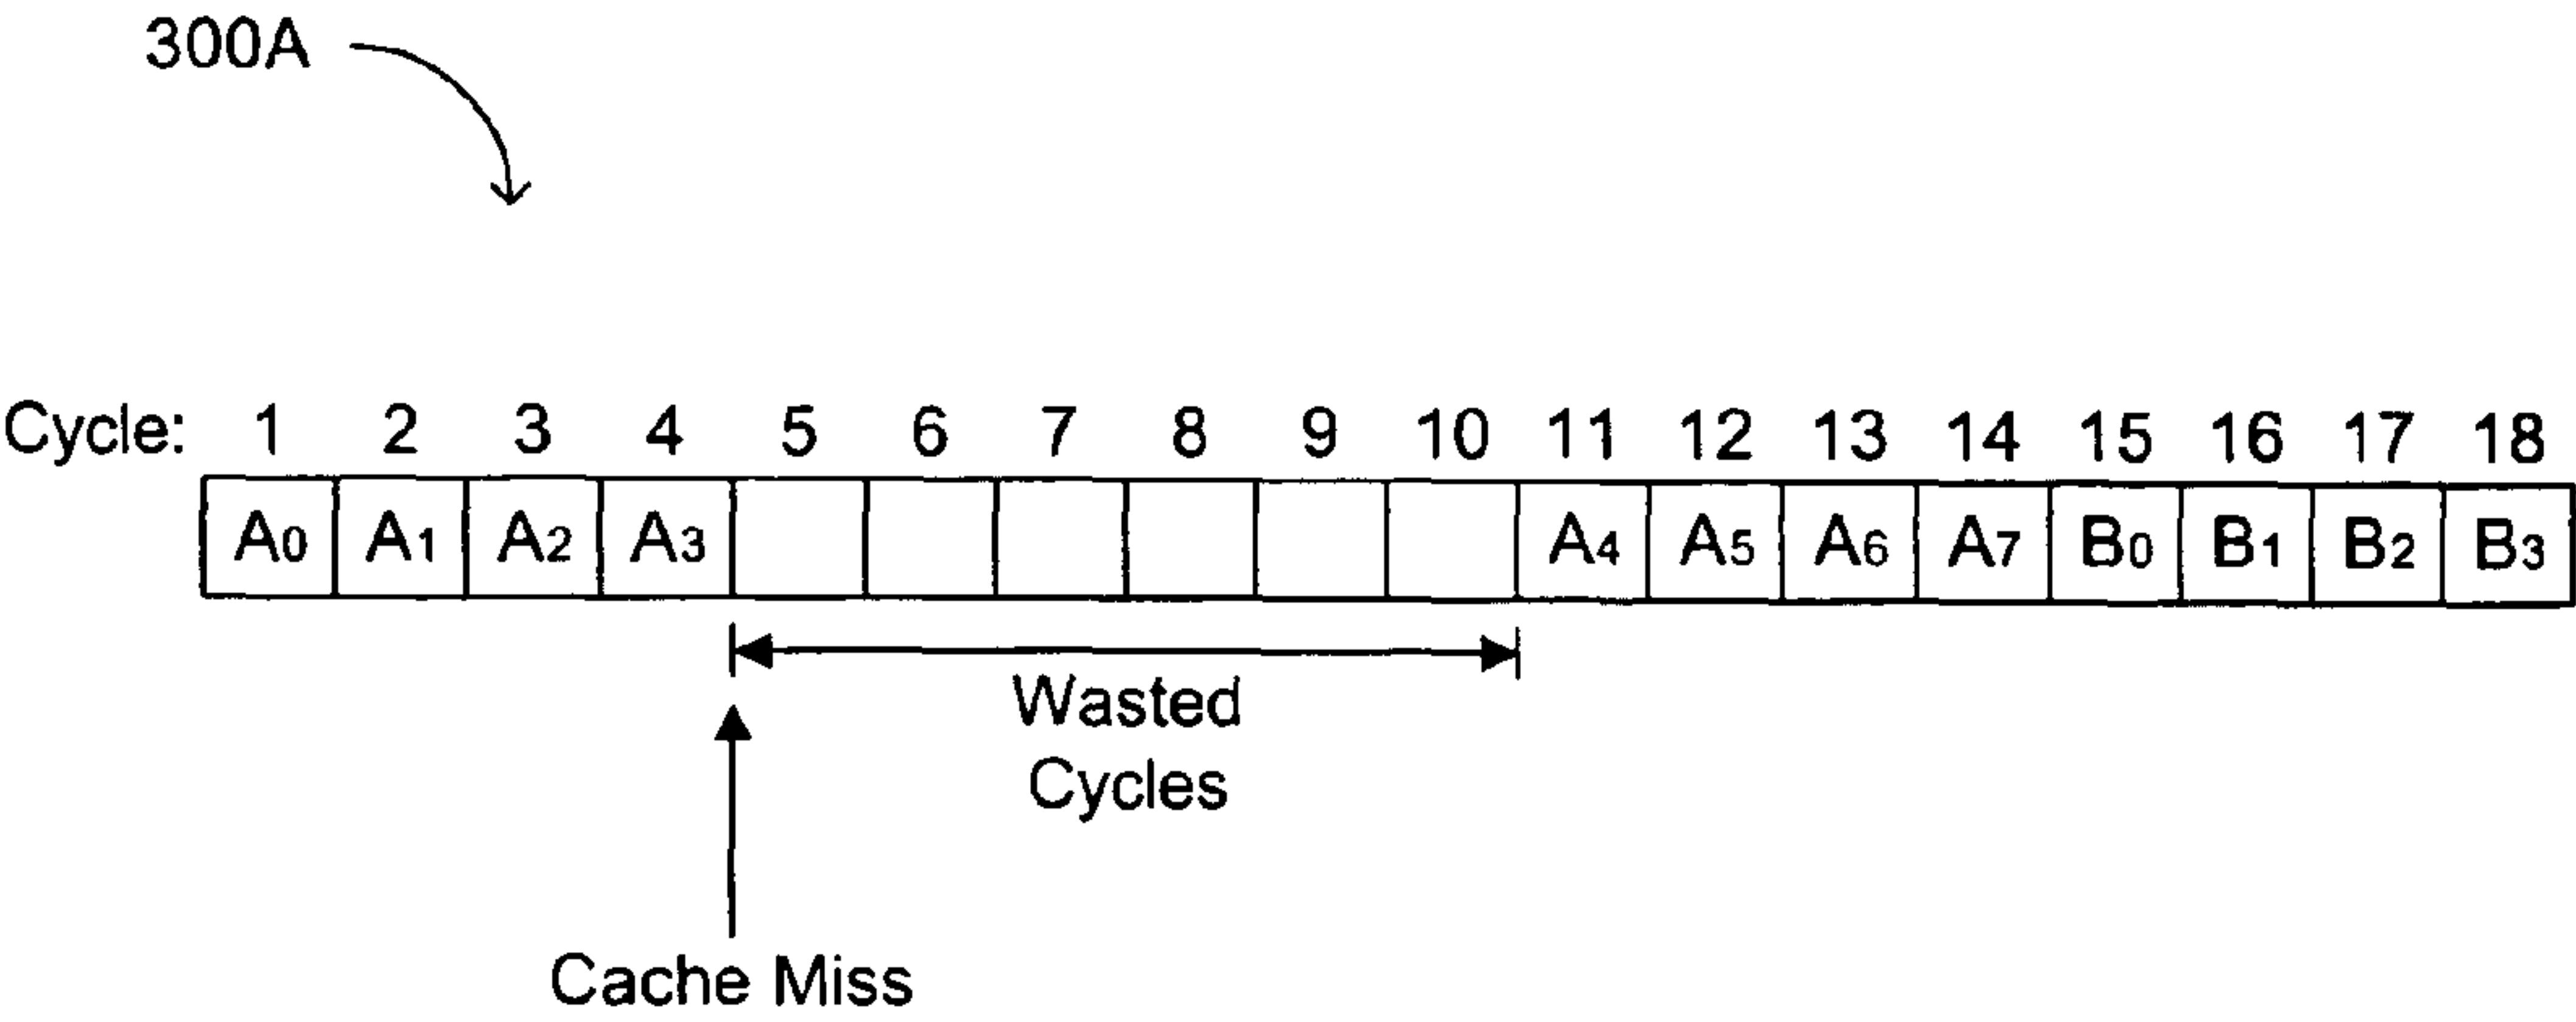 300A
Cycle: 1 2 3 4 5 6 7 8 9 10 11 12 13 14 15 16 17 18
A0 A1 A2 A3 A4 A5 A6 A7 B0 B1 B2 B3
Wasted
Cycles
Cache Miss